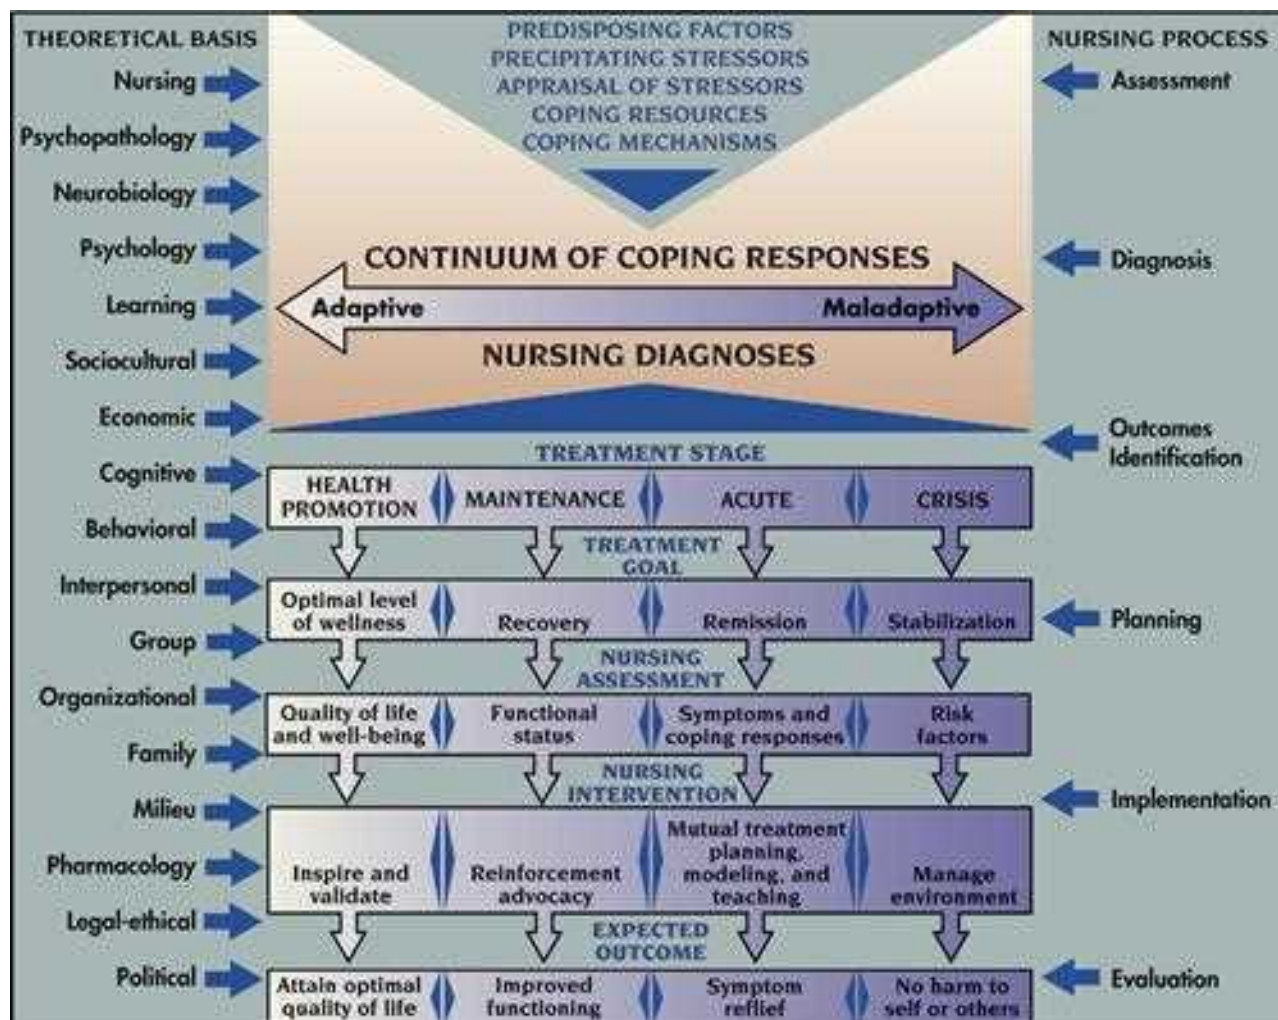 THEORETICAL BASIS
Nursing
Psychopathology
Neurobiology
Psychology
Learning
Sociocultural
Economic
Cognitive
Behavioral
Interpersonal
Group
Organizational
Family
Milieu
Pharmacology
Legal-ethical
Political
PREDISPOSING FACTORS
PRECIPITATING STRESSORS
APPRAISAL OF STRESSORS
COPING RESOURCES
COPING MECHANISMS
CONTINUUM OF COPING RESPONSES
Adaptive
Maladaptive
NURSING DIAGNOSES
TREATMENT STAGE
HEALTH
PROMOTION
MAINTENANCE
ACUTE
CRISIS
TREATMENT
GOAL
Optimal level
of wellness
Recovery
Remission
Stabilization
NURSING
ASSESSMENT
Quality of life
and well-being
Functional
status
Symptoms and
coping responses
Risk
factors
NURSING
INTERVENTION
Inspire and
validate
Reinforcement
advocacy
Mutual treatment
planning,
modeling, and
teaching
Manage
environment
EXPECTED
OUTCOME
Attain optimal
quality of life
Improved
functioning
Symptom
reflief
No harm to
self or others
NURSING PROCESS
Assessment
Diagnosis
Outcomes
Identification
Planning
Implementation
Evaluation